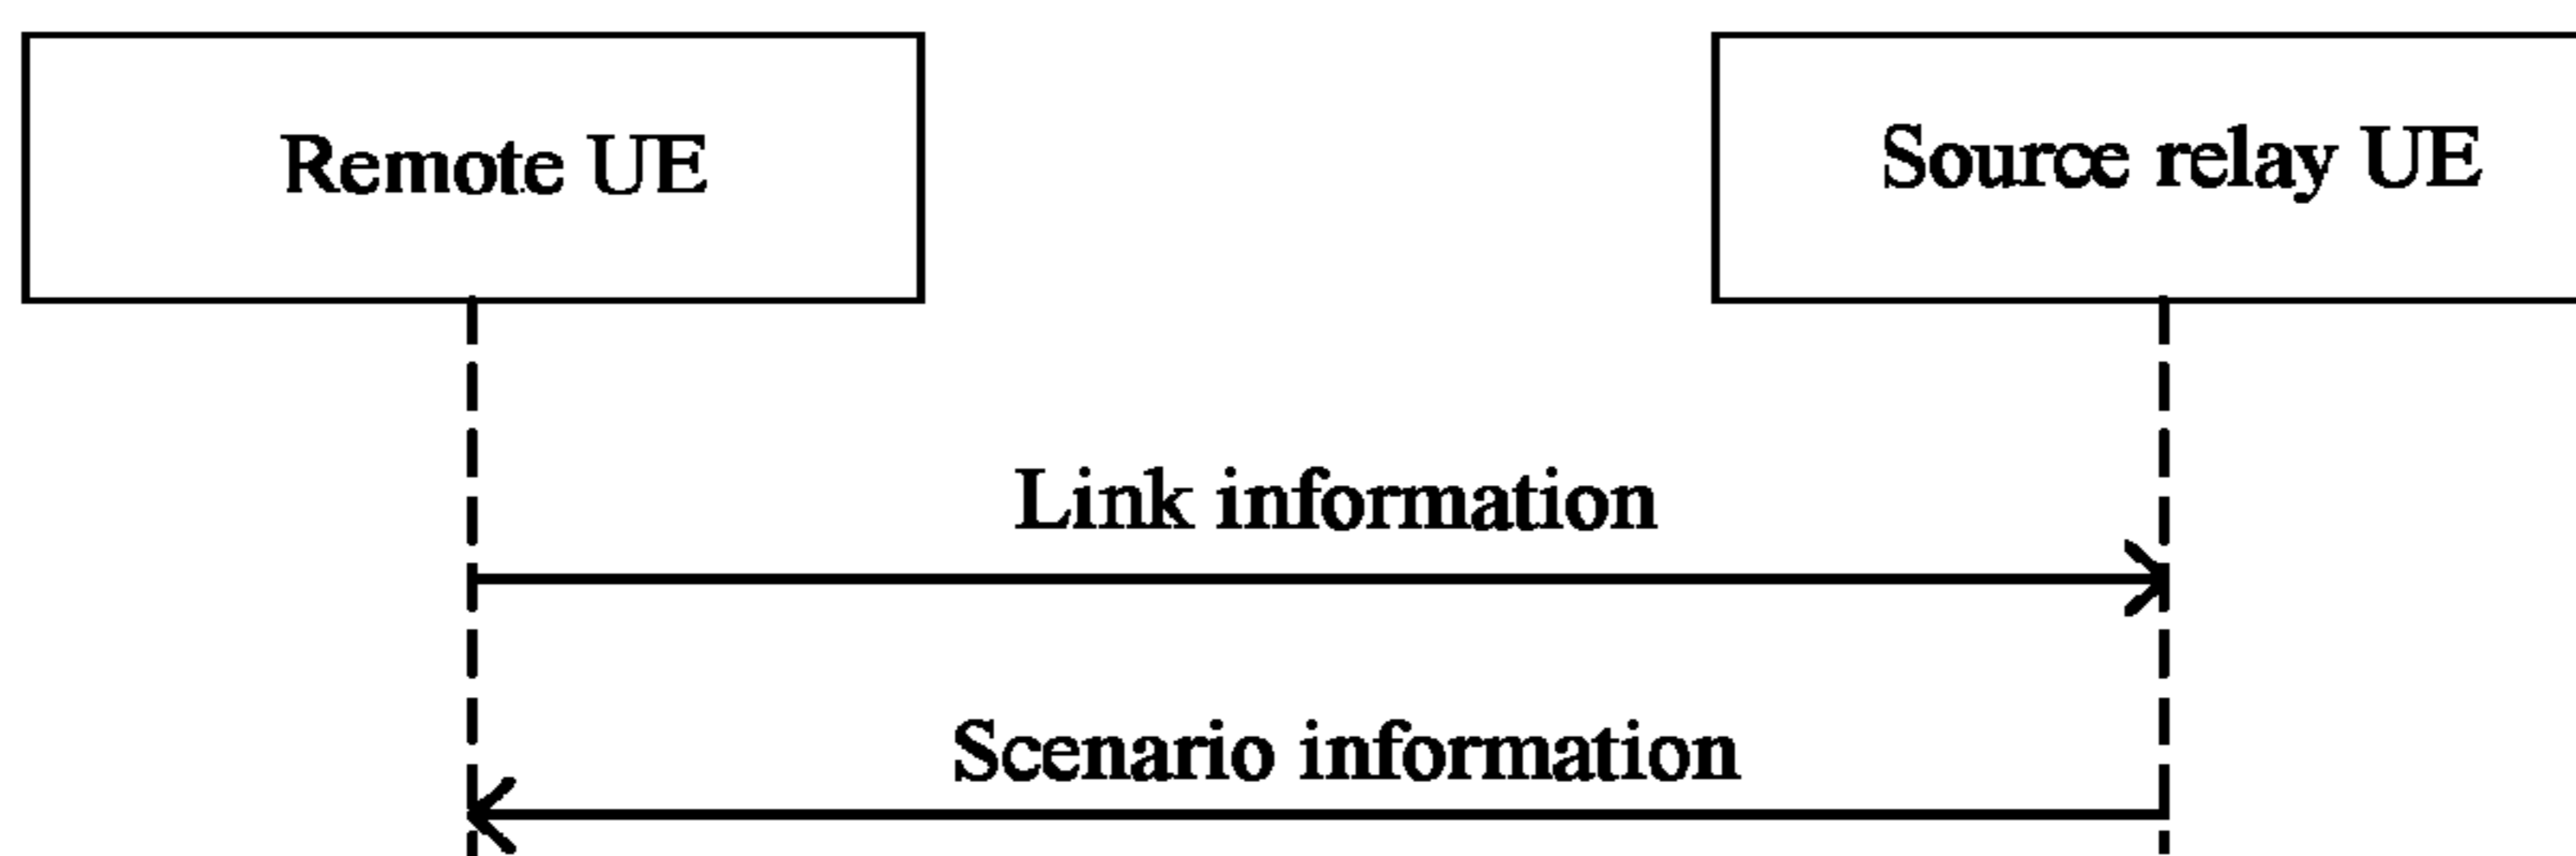 Remote UE
Source relay UE
Link information
Scenario information